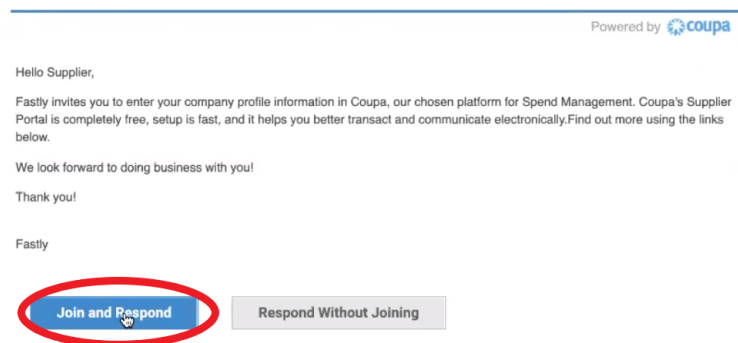 Powered by coupa
Hello Supplier,
Fastly invites you to enter your company profile information in Coupa, our chosen platform for Spend Management. Coupa's Supplier
Portal is completely free, setup is fast, and it helps you better transact and communicate electronically.Find out more using the links
below.
We look forward to doing business with you!
Thank you!
Fastly
Join and Respond
Respond Without Joining